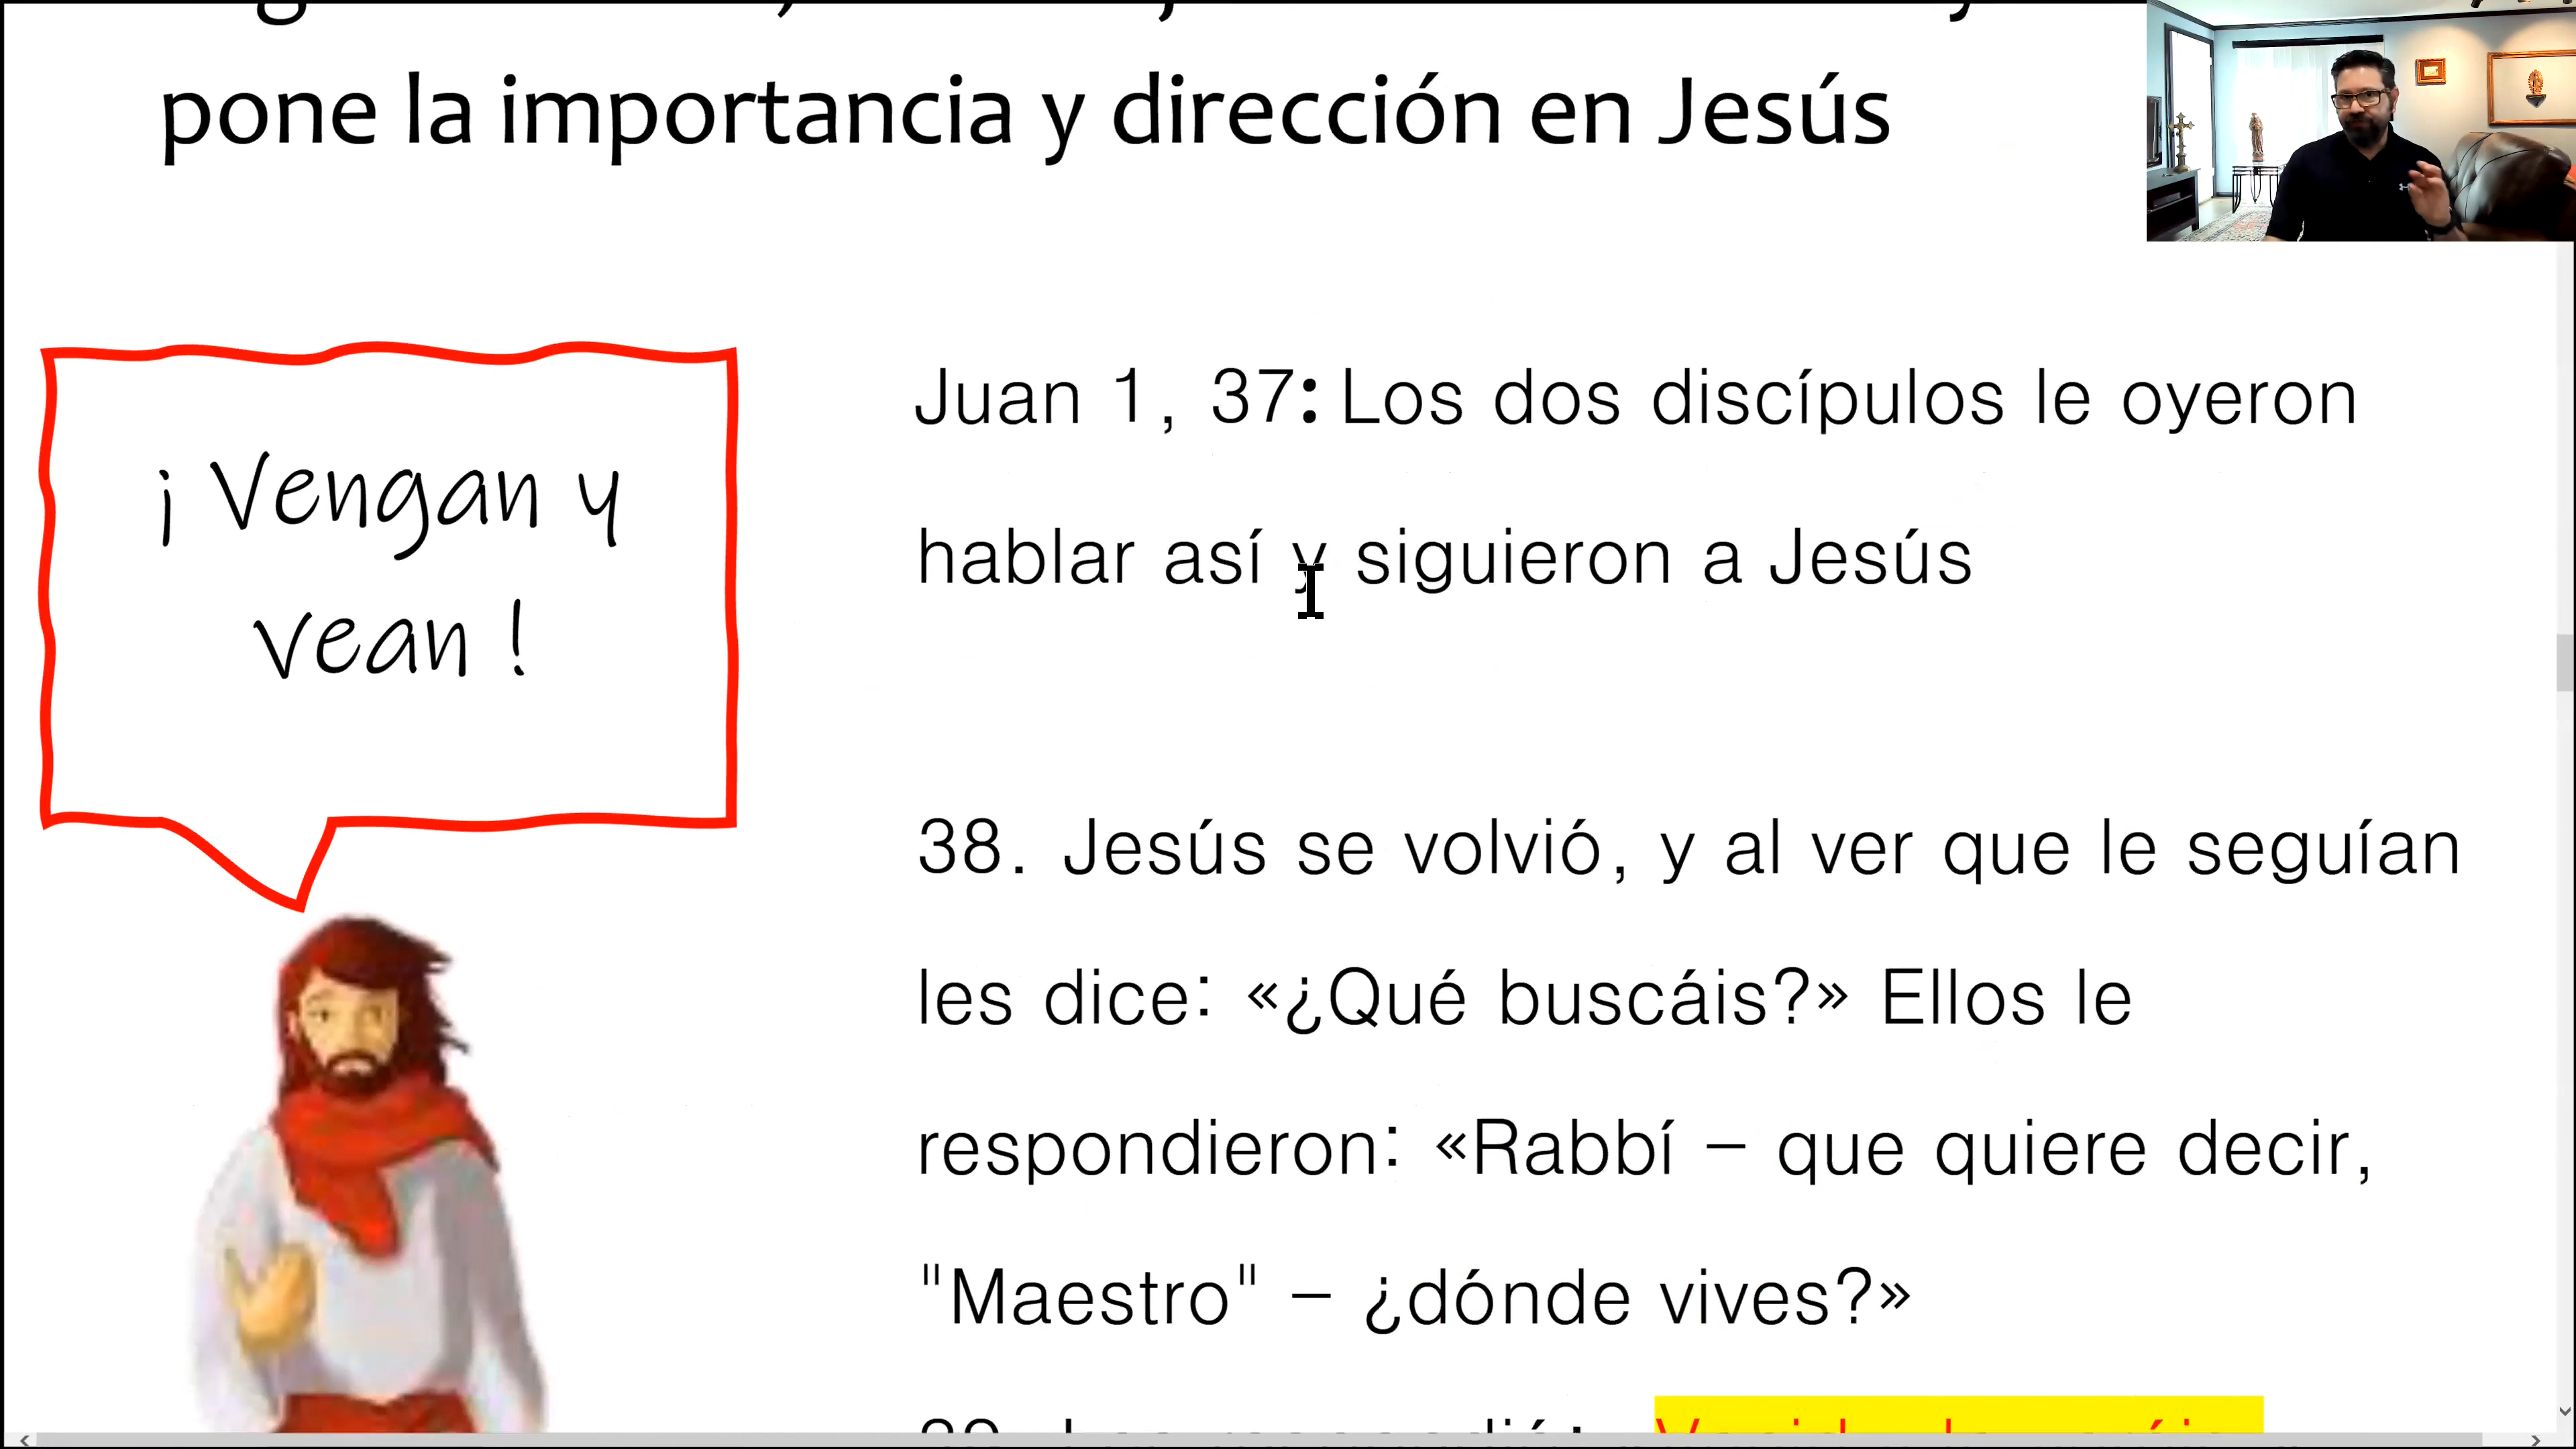 pone la importancia y dirección en Jesús
¡ Vengan y
vean !
Juan 1, 37: Los dos discípulos le oyeron
hablar así y siguieron a Jesús
38. Jesús se volvió, y al ver que le seguían
les dice: «¿Qué buscáis?» Ellos le
respondieron: «Rabbí – que quiere decir,
"Maestro" – ¿dónde vives?»